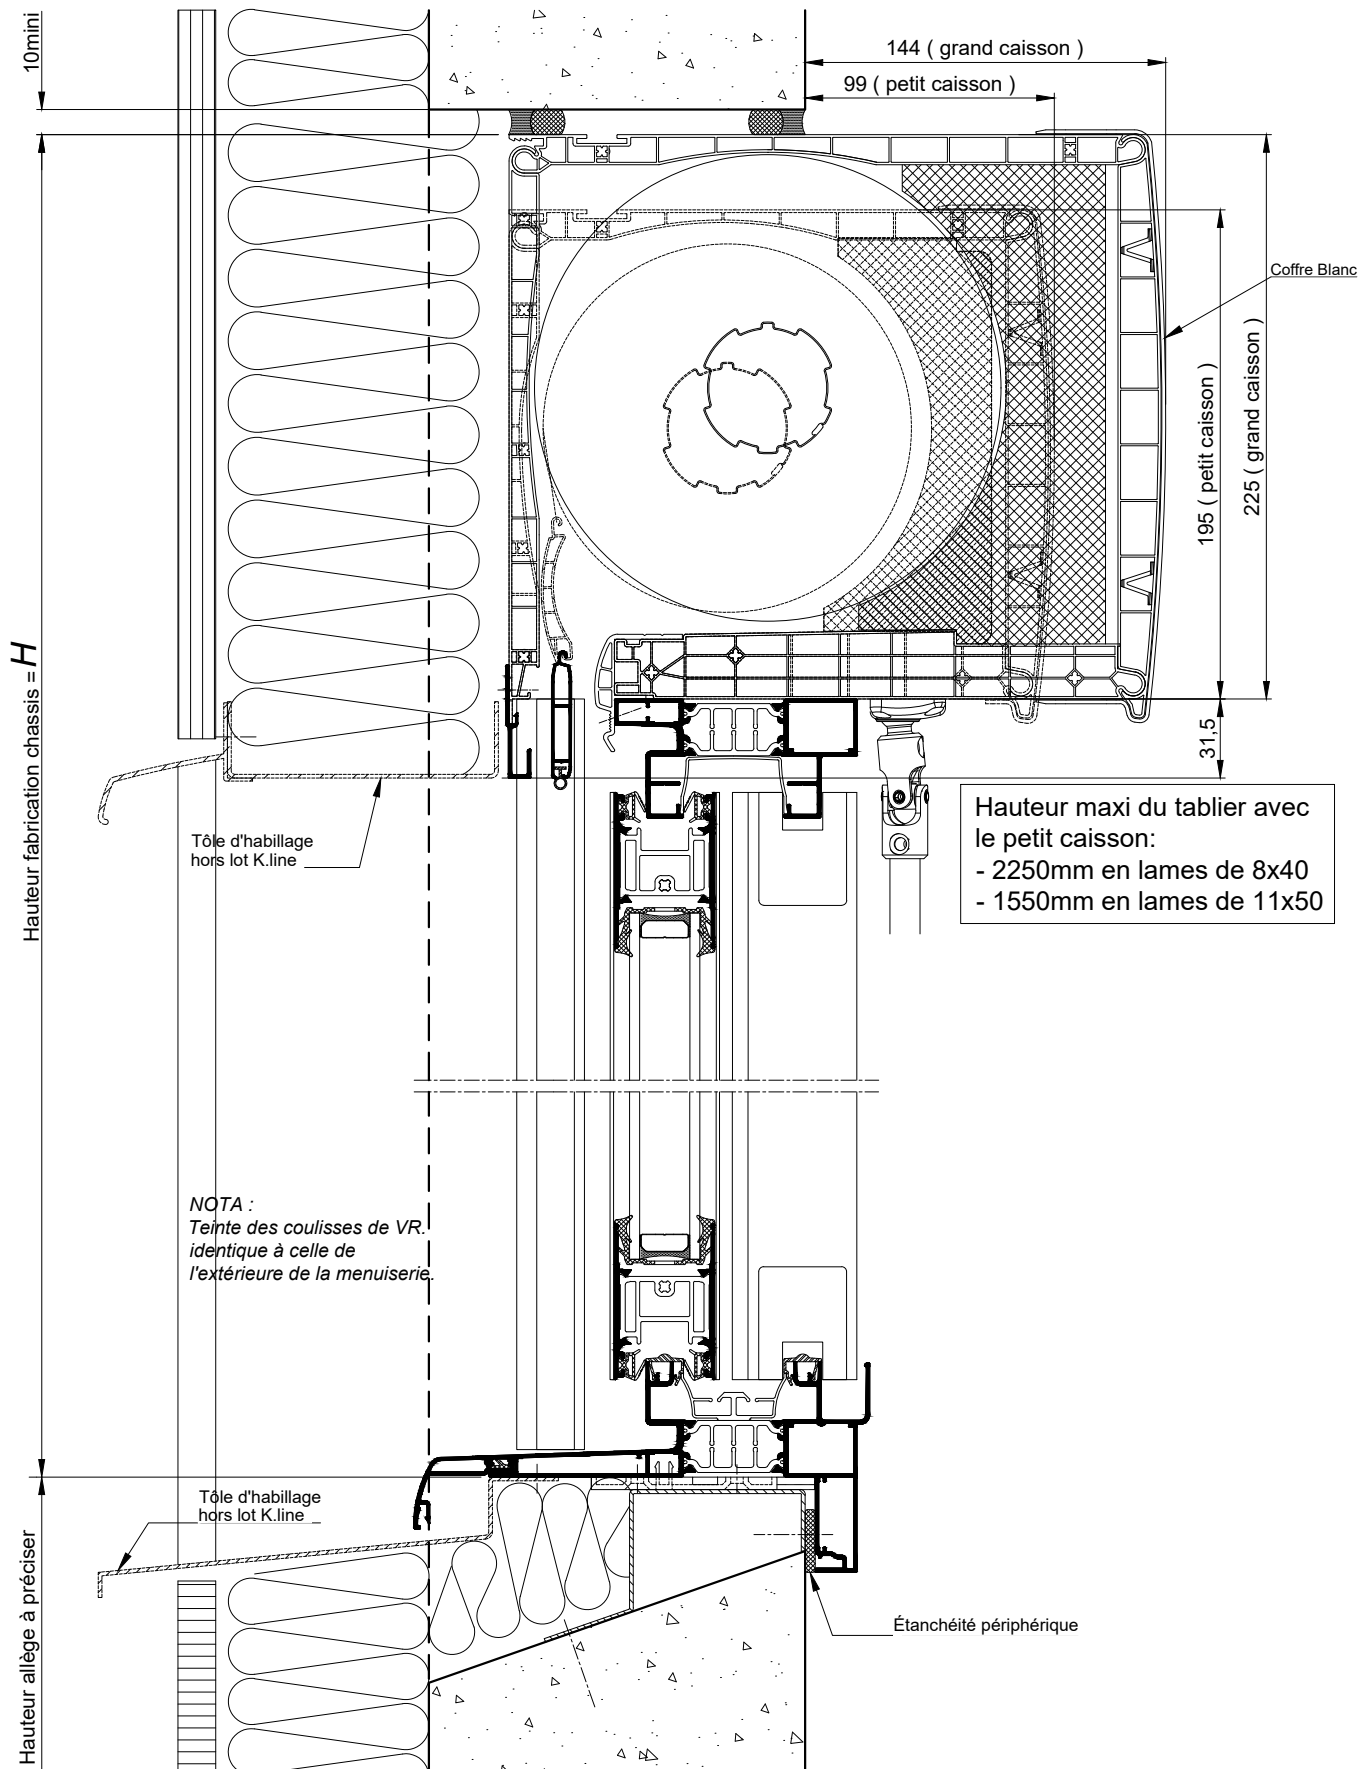 10mini
144 ( grand caisson )
99 ( petit caisson )
Coffre Blanc
195 ( petit caisson )
225 ( grand caisson )
31,5
Hauteur fabrication chassis = H
Tôle d'habillage
hors lot K.line
Hauteur maxi du tablier avec
le petit caisson:
- 2250mm en lames de 8x40
- 1550mm en lames de 11x50
NOTA :
Teinte des coulisses de VR.
identique à celle de
l'extérieure de la menuiserie.
Tôle d'habillage
hors lot K.line
Hauteur allège à préciser
Étanchéité périphérique